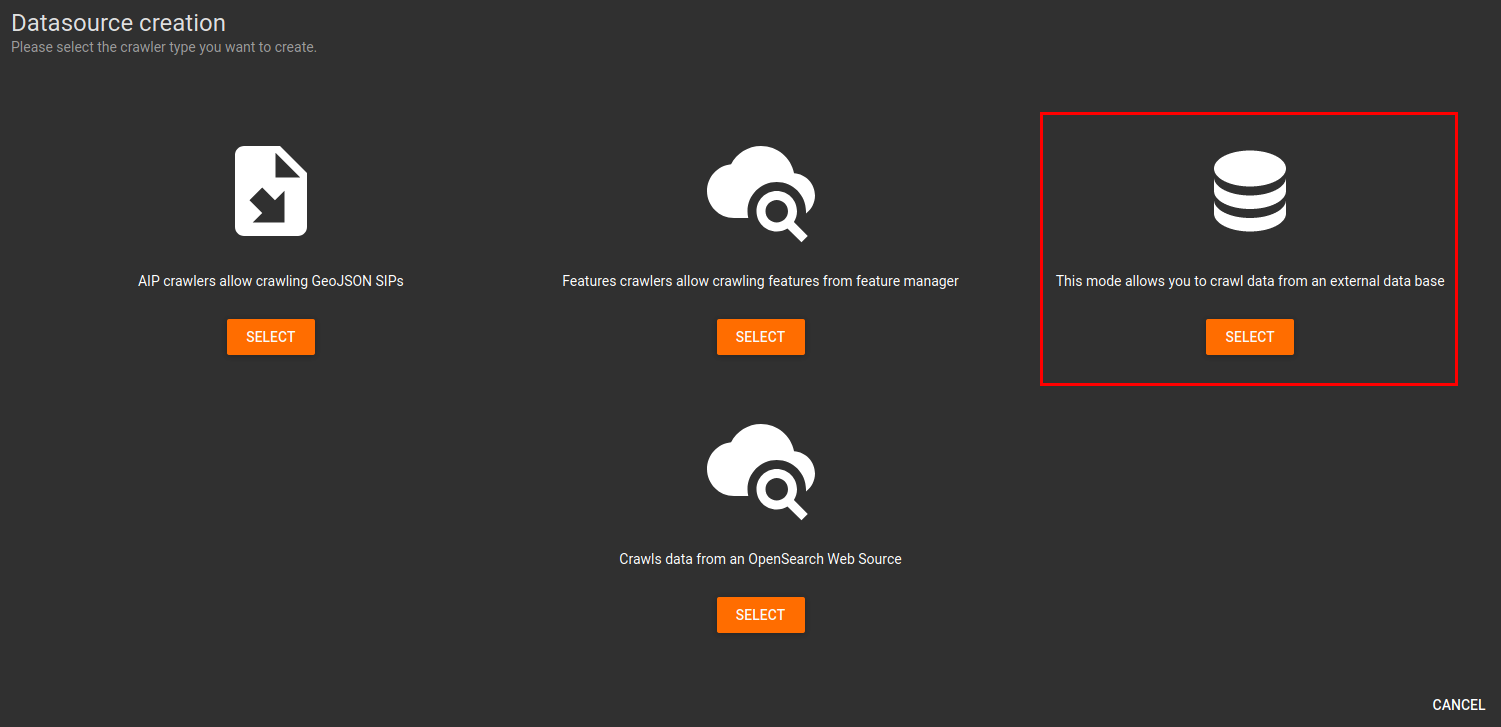 Datasource creation
Please select the crawler type you want to create.
AIP crawlers allow crawling GeoJSON SIPs
SELECT
Features crawlers allow crawling features from feature manager
SELECT
This mode allows you to crawl data from an external data base
SELECT
Crawls data from an OpenSearch Web Source
SELECT
CANCEL